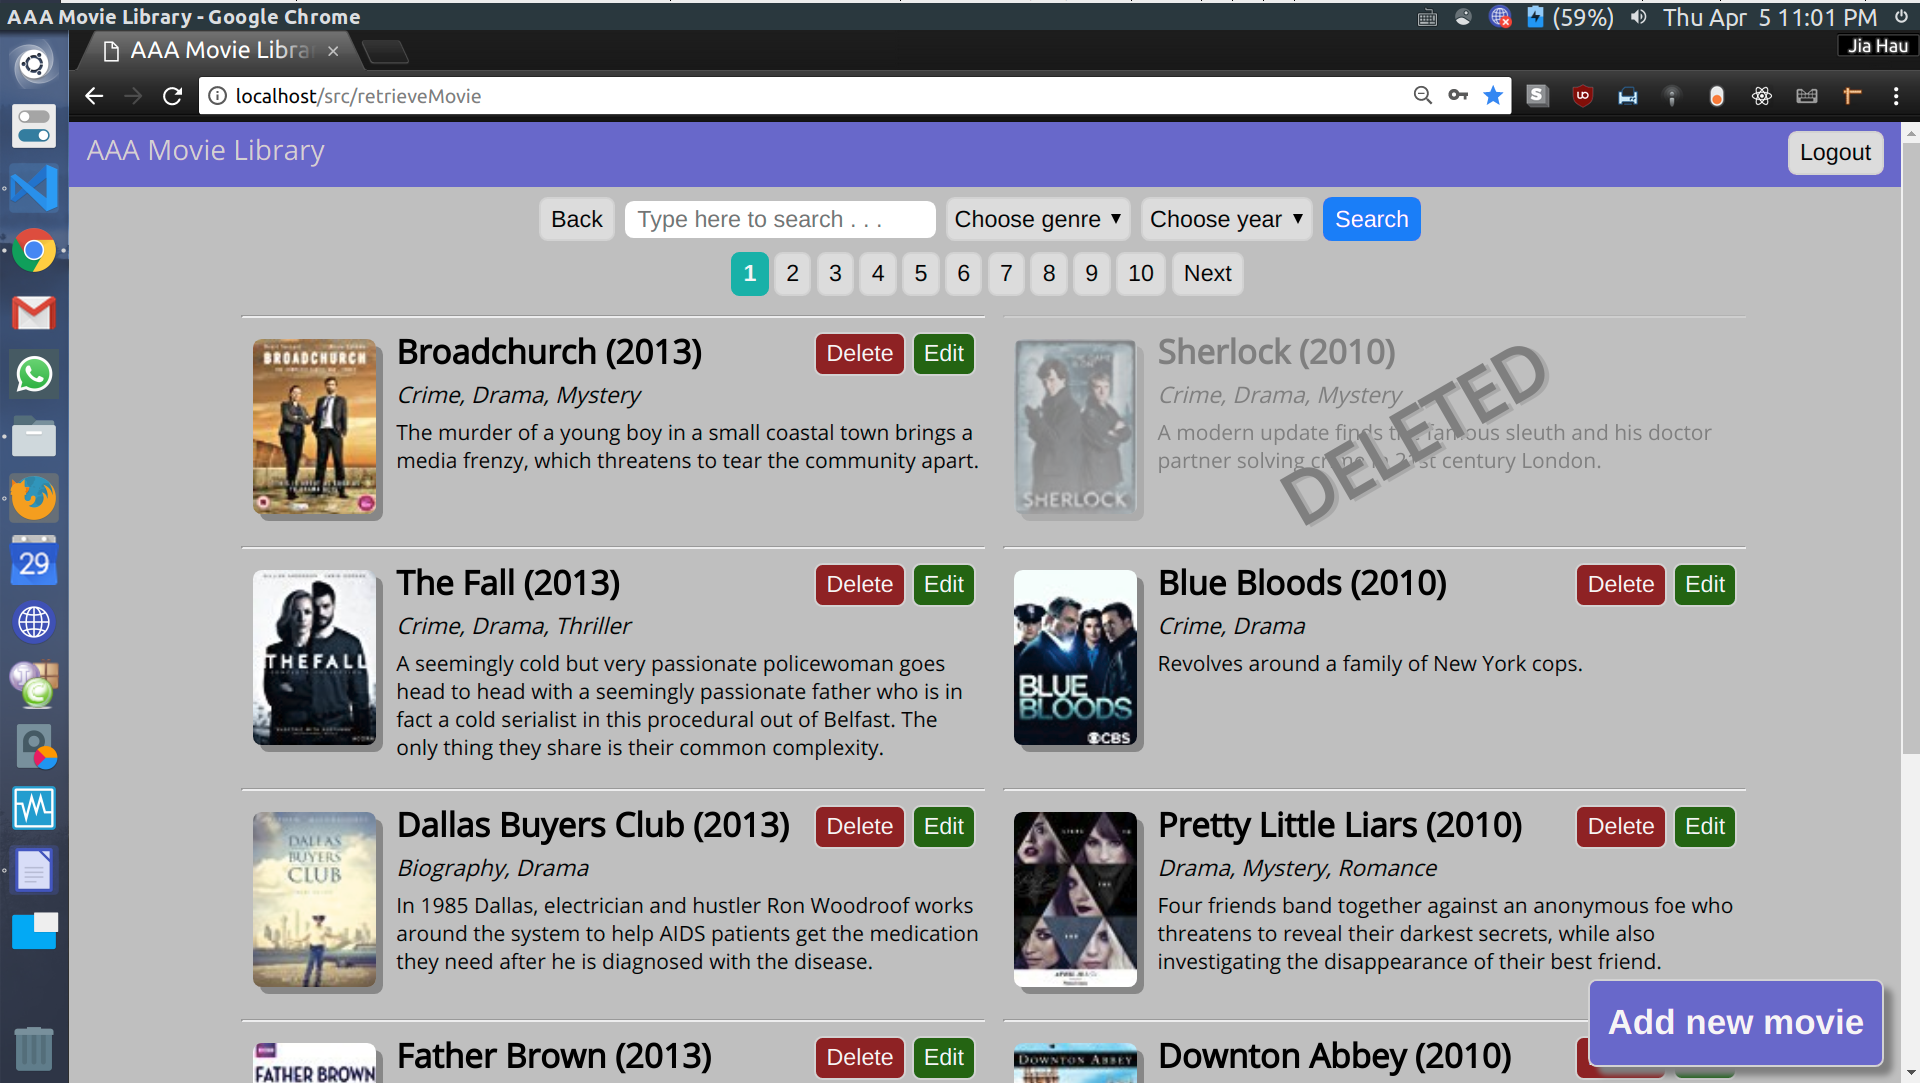 AAA Movie Library - Google Chrome
(59%) Thu Apr 5 11:01 PM
AAA Movie Libra
Jia Hau
localhost/src/retrieveMovie
AAA Movie Library
Logout
Back
Type here to search . . .
Choose genre
Choose year
Search
1 2 3 4 5 6 7 8 9 10 Next
BROADCHURCH
Broadchurch (2013)
Delete
Edit
Crime, Drama, Mystery
The murder of a young boy in a small coastal town brings a
media frenzy, which threatens to tear the community apart.
SHERLOCK
Sherlock (2010)
Crime, Drama, Mystery
A modern update finds the famous sleuth and his doctor
partner solving crime in 21st century London.
DELETED
29
THE FALL
The Fall (2013)
Delete
Edit
Crime, Drama, Thriller
A seemingly cold but very passionate policewoman goes
head to head with a seemingly passionate father who is in
fact a cold serialist in this procedural out of Belfast. The
only thing they share is their common complexity.
BLUE
BLOODS
CBS
Blue Bloods (2010)
Delete
Edit
Crime, Drama
Revolves around a family of New York cops.
DALLAS
BUYERS
CLUB
Dallas Buyers Club (2013)
Delete
Edit
Biography, Drama
In 1985 Dallas, electrician and hustler Ron Woodroof works
around the system to help AIDS patients get the medication
they need after he is diagnosed with the disease.
Pretty Little Liars (2010)
Delete
Edit
Drama, Mystery, Romance
Four friends band together against an anonymous foe who
threatens to reveal their darkest secrets, while also
investigating the disappearance of their best friend.
FATHER BROWN
Father Brown (2013)
Delete
Edit
DOWNTON ABBEY
Downton Abbey (2010)
Add new movie